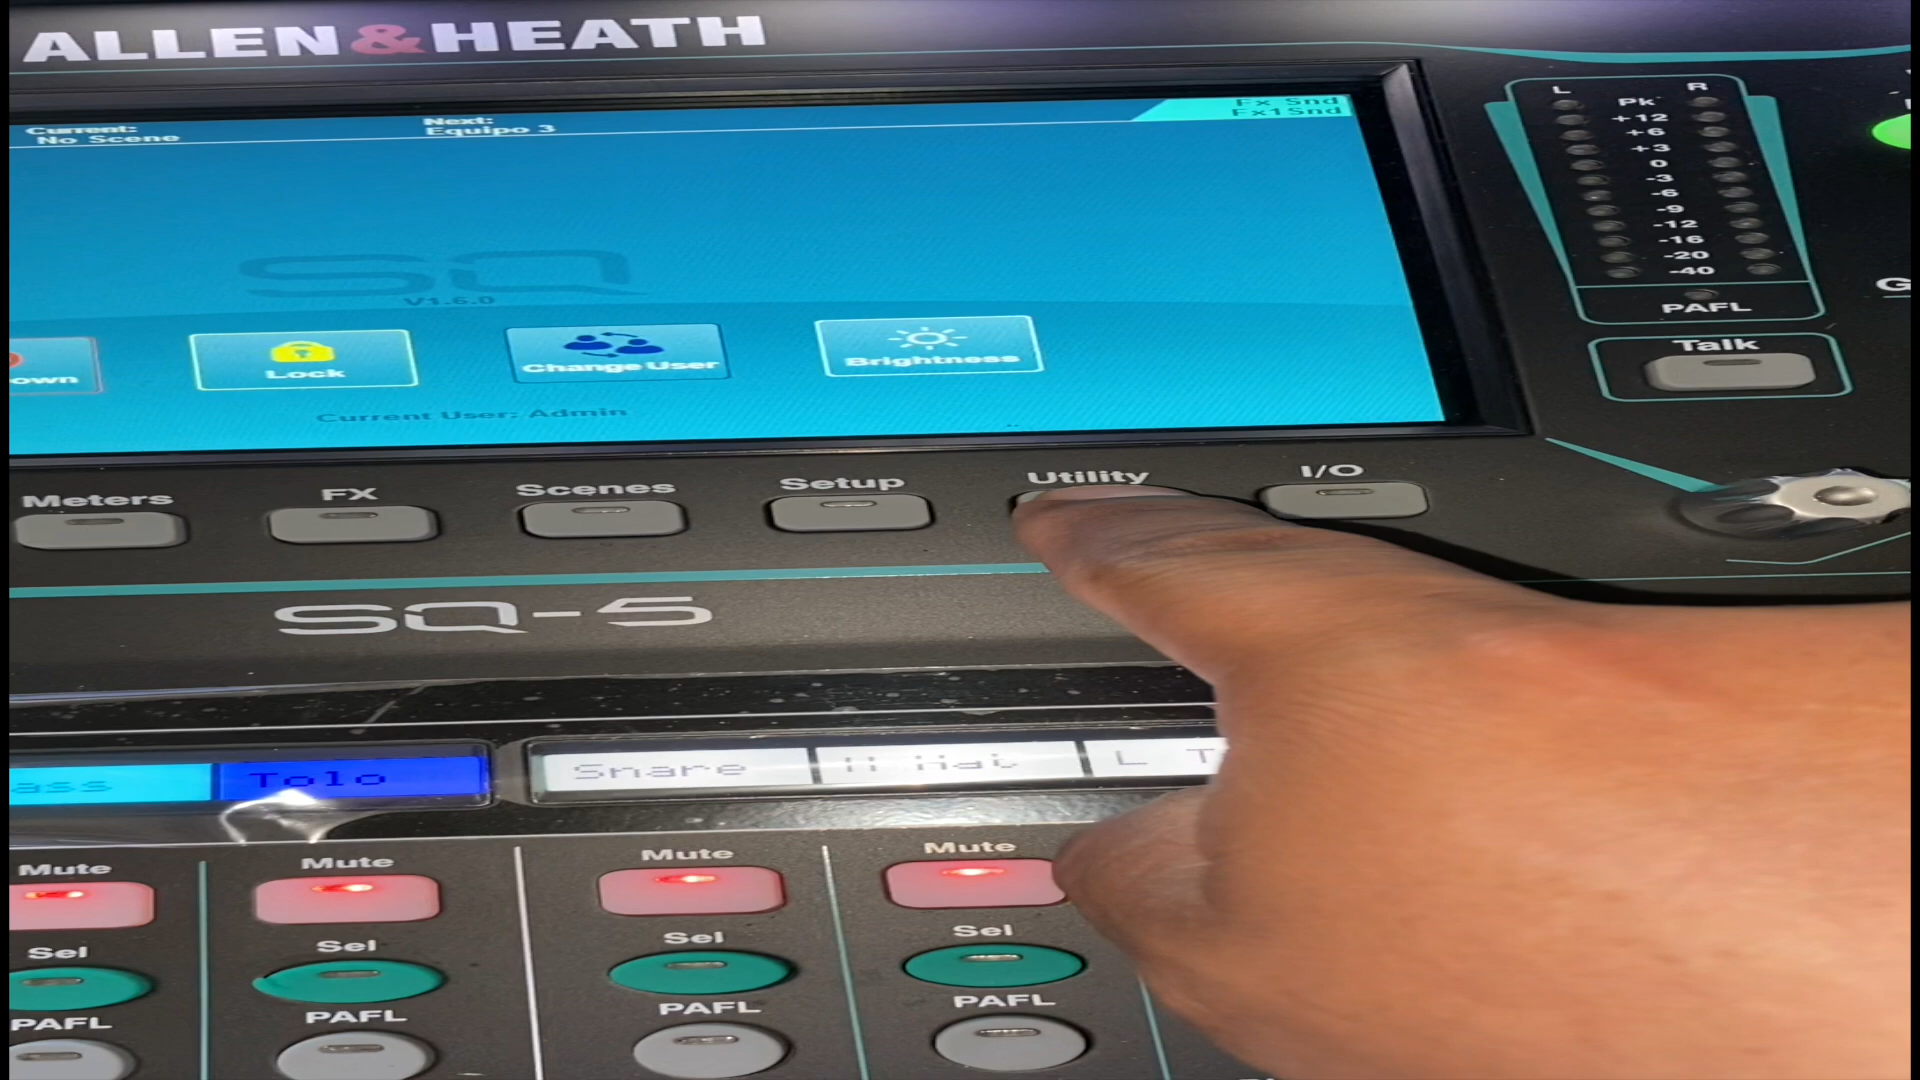 ALLEN&HEATH
Current:
No Scene
Next:
Equipo 3
Fx Snd
Fx1Snd
SQ
V1.6.0
own
Lock
Change User
Brightness
Current User: Admin
L
R
Pk
+12
+6
+3
0
-3
-6
-9
-12
-16
-20
-40
PAFL
Talk
Meters
FX
Scenes
Setup
Utility
I/O
SQ-5
ass
Tolo
Snare
H Hat
L T
Mute
Mute
Mute
Mute
Sel
Sel
Sel
Sel
PAFL
PAFL
PAFL
PAFL